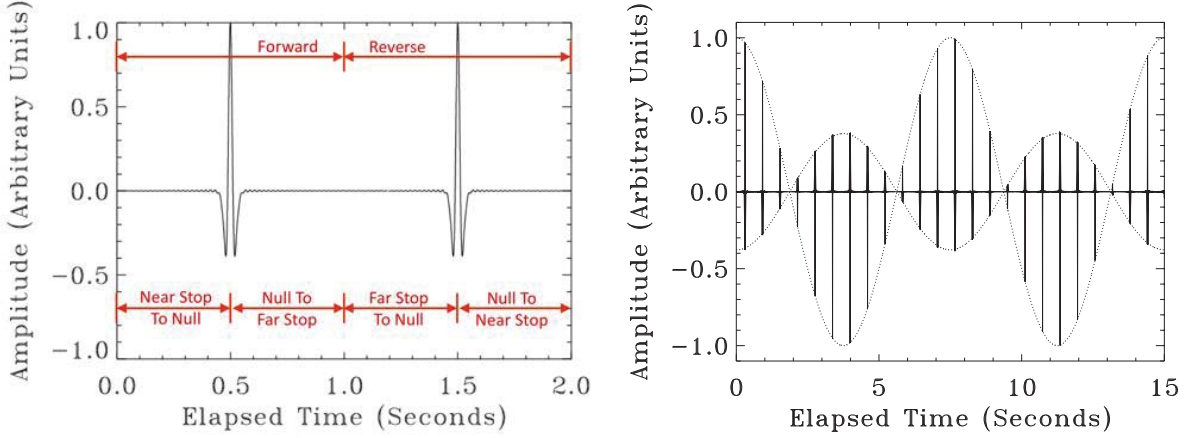 Amplitude (Arbitrary Units)
1.0
0.5
0.0
−0.5
−1.0
Forward
Reverse
Near Stop
To Null
Null To
Far Stop
Far Stop
To Null
Null To
Near Stop
0.0 0.5 1.0 1.5 2.0
Elapsed Time (Seconds)
Amplitude (Arbitrary Units)
1.0
0.5
0.0
−0.5
−1.0
0 5 10 15
Elapsed Time (Seconds)